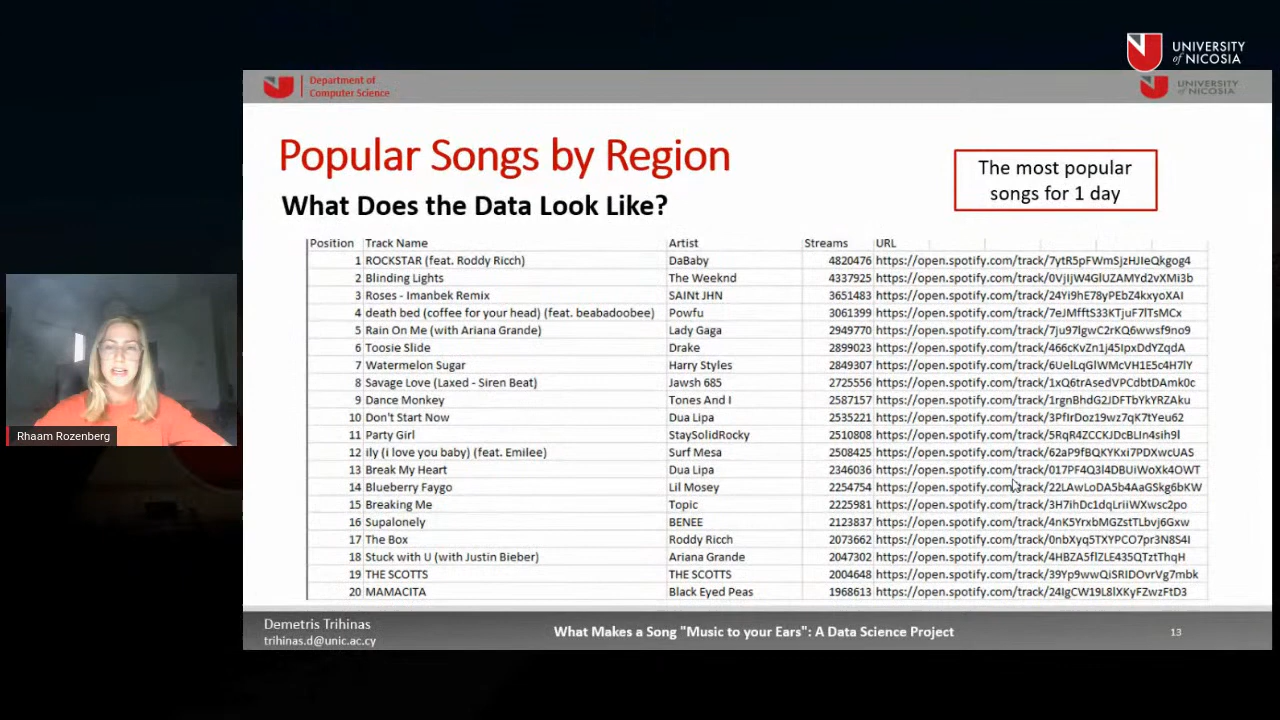 UNIVERSITY
of NICOSIA
Department of
Computer Science
UNIVERSITY
of NICOSIA
Popular Songs by Region
The most popular
songs for 1 day
What Does the Data Look Like?
Position Track Name Artist Streams URL
1 ROCKSTAR (feat. Roddy Ricch) DaBaby 4820476 https://open.spotify.com/track/7ytR5pFWmSjzHJIeQkgog4
2 Blinding Lights The Weeknd 4337925 https://open.spotify.com/track/0VjIjW4GlUZAMYd2vXMi3b
3 Roses - Imanbek Remix SAINt JHN 3651483 https://open.spotify.com/track/24Yi9hE78yPEbZ4kxyoXAI
4 death bed (coffee for your head) (feat. beabadoobee) Powfu 3061399 https://open.spotify.com/track/7eJMfftS33KTjuF7lTsMCx
5 Rain On Me (with Ariana Grande) Lady Gaga 2949770 https://open.spotify.com/track/7ju97lgwC2rKQ6wwsf9no9
6 Toosie Slide Drake 2899023 https://open.spotify.com/track/466cKvZn1j45IpxDdYZqdA
7 Watermelon Sugar Harry Styles 2849307 https://open.spotify.com/track/6UelLqGlWMcVH1E5c4H7lY
8 Savage Love (Laxed - Siren Beat) Jawsh 685 2725556 https://open.spotify.com/track/1xQ6trAsedVPCdbtDAmk0c
9 Dance Monkey Tones And I 2587157 https://open.spotify.com/track/1rgnBhdG2JDFTbYkYRZAku
10 Don't Start Now Dua Lipa 2535221 https://open.spotify.com/track/3PfIrDoz19wz7qK7tYeu62
11 Party Girl StaySolidRocky 2510808 https://open.spotify.com/track/5RqR4ZCCKJDcBLIn4sih9l
12 ily (i love you baby) (feat. Emilee) Surf Mesa 2508425 https://open.spotify.com/track/62aP9fBQKYKxi7PDXwcUAS
13 Break My Heart Dua Lipa 2346036 https://open.spotify.com/track/017PF4Q3l4DBUiWoXk4OWT
14 Blueberry Faygo Lil Mosey 2254754 https://open.spotify.com/track/22LAwLoDA5b4AaGSkg6bKW
15 Breaking Me Topic 2225981 https://open.spotify.com/track/3H7ihDc1dqLriiWXwsc2po
16 Supalonely BENEE 2123837 https://open.spotify.com/track/4nK5YrxbMGZstTLbvj6Gxw
17 The Box Roddy Ricch 2073662 https://open.spotify.com/track/0nbXyq5TXYPCO7pr3N8S4I
18 Stuck with U (with Justin Bieber) Ariana Grande 2047302 https://open.spotify.com/track/4HBZA5flZLE435QTztThqH
19 THE SCOTTS THE SCOTTS 2004648 https://open.spotify.com/track/39Yp9wwQiSRIDOvrVg7mbk
20 MAMACITA Black Eyed Peas 1968613 https://open.spotify.com/track/24IgCW19L8lXKyFZwzFtD3
Rhaam Rozenberg
Demetris Trihinas
trihinas.d@unic.ac.cy
What Makes a Song "Music to your Ears": A Data Science Project
13